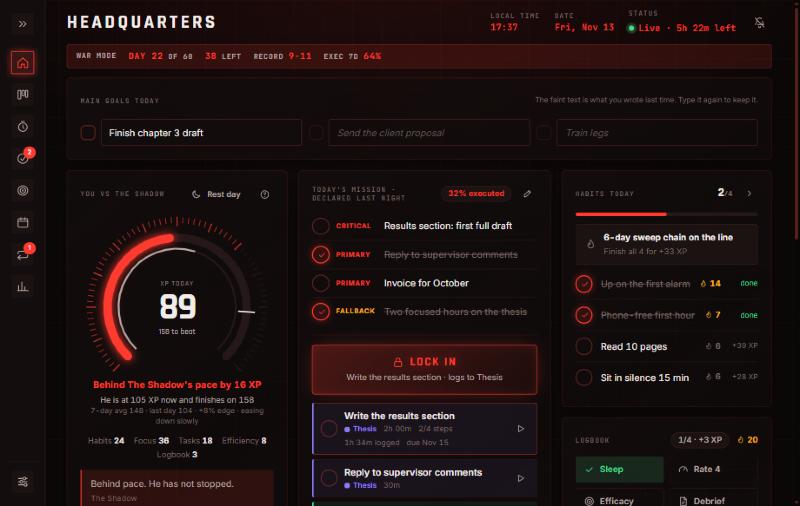 HEADQUARTERS
LOCAL TIME
17:37
DATE
Fri, Nov 13
STATUS
Live · 5h 22m left
WAR MODE DAY 22 OF 60 38 LEFT RECORD 9-11 EXEC 7D 64%
MAIN GOALS TODAY
The faint text is what you wrote last time. Type it again to keep it.
Finish chapter 3 draft
Send the client proposal
Train legs
2
1
YOU VS THE SHADOW
Rest day
XP TODAY
89
158 to beat
Behind The Shadow's pace by 16 XP
He is at 105 XP now and finishes on 158
7-day avg 148 · last day 104 · +8% edge · easing
down slowly
Habits 24 Focus 36 Tasks 18 Efficiency 8
Logbook 3
Behind pace. He has not stopped.
The Shadow
TODAY'S MISSION -
DECLARED LAST NIGHT
32% executed
CRITICAL Results section: first full draft
PRIMARY Reply to supervisor comments
PRIMARY Invoice for October
FALLBACK Two focused hours on the thesis
LOCK IN
Write the results section · logs to Thesis
Write the results section
Thesis 2h 00m 2/4 steps
1h 34m logged due Nov 15
Reply to supervisor comments
Thesis 30m
HABITS TODAY
2/4
6-day sweep chain on the line
Finish all 4 for +33 XP
Up on the first alarm 14 done
Phone-free first hour 7 done
Read 10 pages 6 +39 XP
Sit in silence 15 min 6 +28 XP
LOGBOOK
1/4 · +3 XP
20
Sleep
Rate 4
Efficacy
Debrief